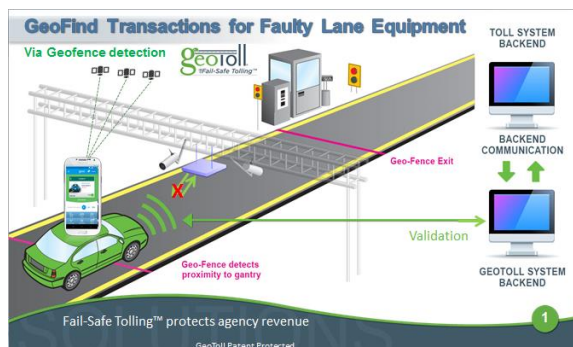 GeoFind Transactions for Faulty Lane Equipment
Via Geofence detection
geoToll
Fail-Safe Tolling™
TOLL SYSTEM
BACKEND
BACKEND
COMMUNICATION
Geo-Fence Exit
X
Validation
Geo-Fence detects
proximity to gantry
GEOTOLL SYSTEM
BACKEND
1
Fail-Safe Tolling™ protects agency revenue
SOLUTIONS
GeoToll Patent Protected